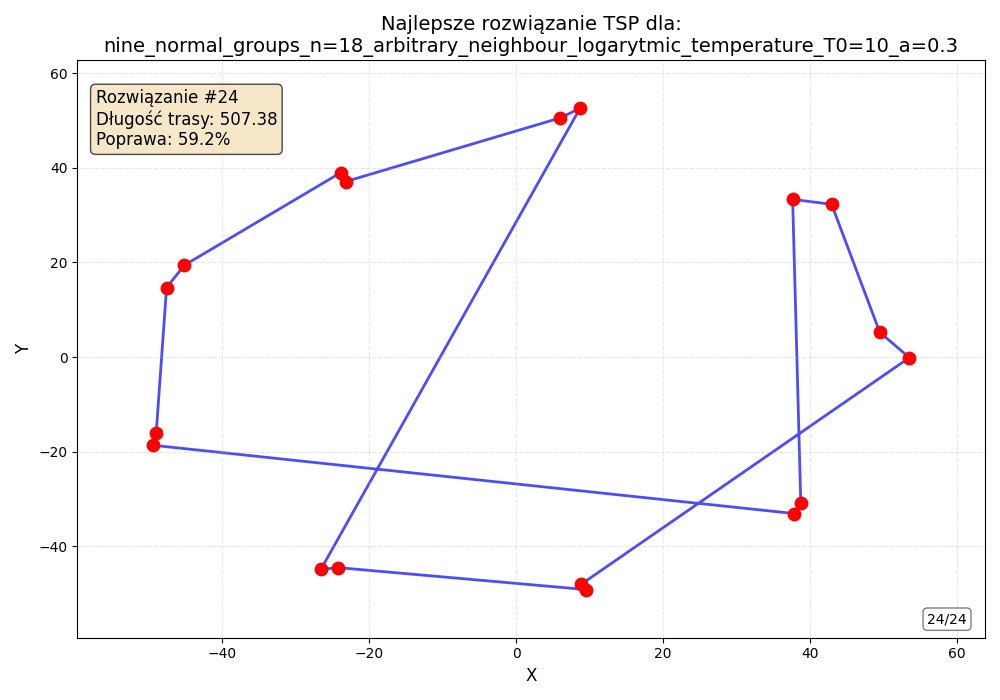 Najlepsze rozwiązanie TSP dla:
nine_normal_groups_n=18_arbitrary_neighbour_logarytmic_temperature_T0=10_a=0.3
Rozwiązanie #24
Długość trasy: 507.38
Poprawa: 59.2%
60
40
20
0
−20
−40
Y
24/24
−40
−20
0
20
40
60
X